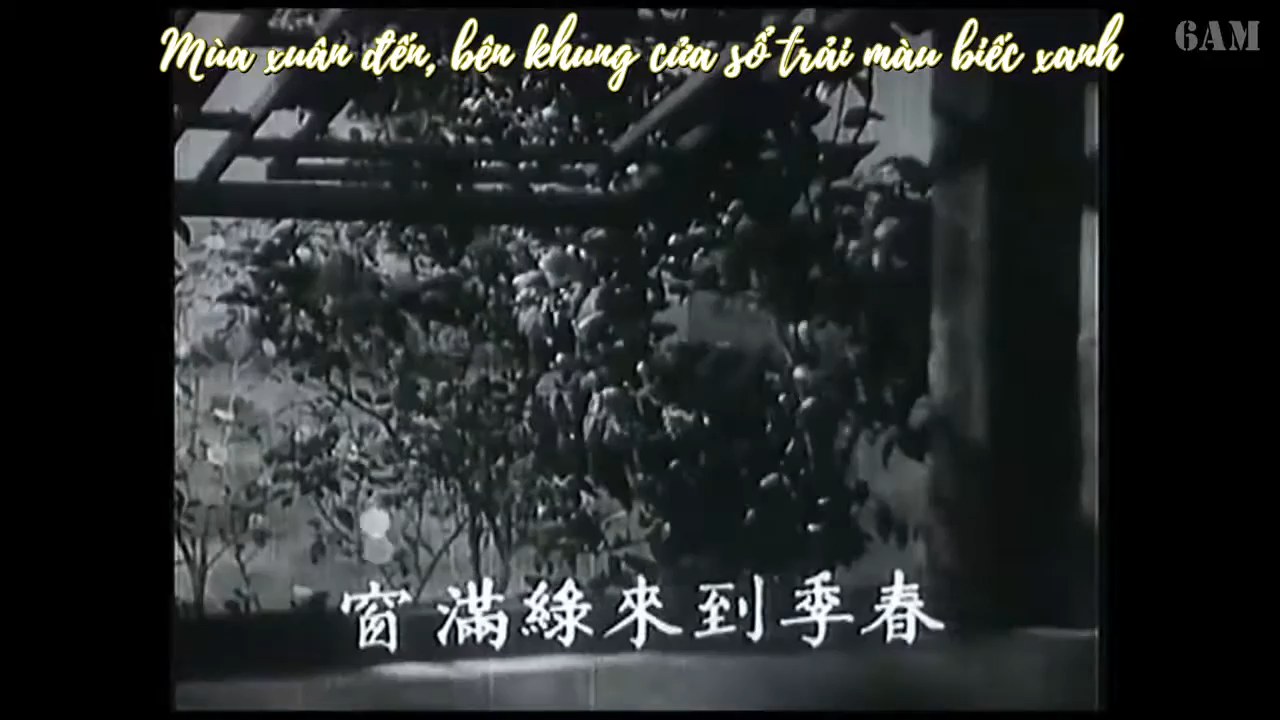 Mùa xuân đến, bên khung cửa sổ trải màu biếc xanh
6AM
春季到來綠滿窗